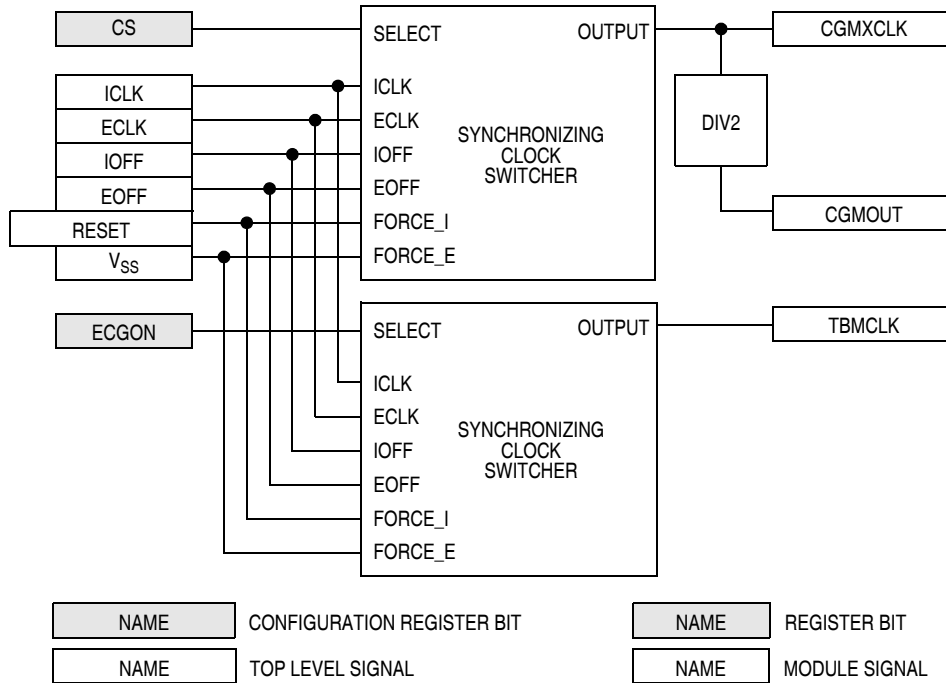 CS
SELECT
OUTPUT
CGMXCLK
ICLK
ECLK
IOFF
EOFF
RESET
VSS
ICLK
ECLK
IOFF
EOFF
FORCE_I
FORCE_E
SYNCHRONIZING
CLOCK
SWITCHER
DIV2
CGMOUT
ECGON
SELECT
OUTPUT
TBMCLK
ICLK
ECLK
IOFF
EOFF
FORCE_I
FORCE_E
SYNCHRONIZING
CLOCK
SWITCHER
NAME CONFIGURATION REGISTER BIT
NAME REGISTER BIT
NAME TOP LEVEL SIGNAL
NAME MODULE SIGNAL